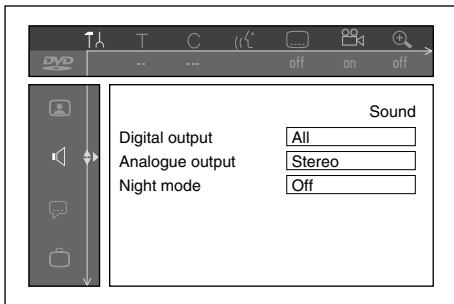 T C
DVD -- --- off on off
Sound
Digital output All
Analogue output Stereo
Night mode Off